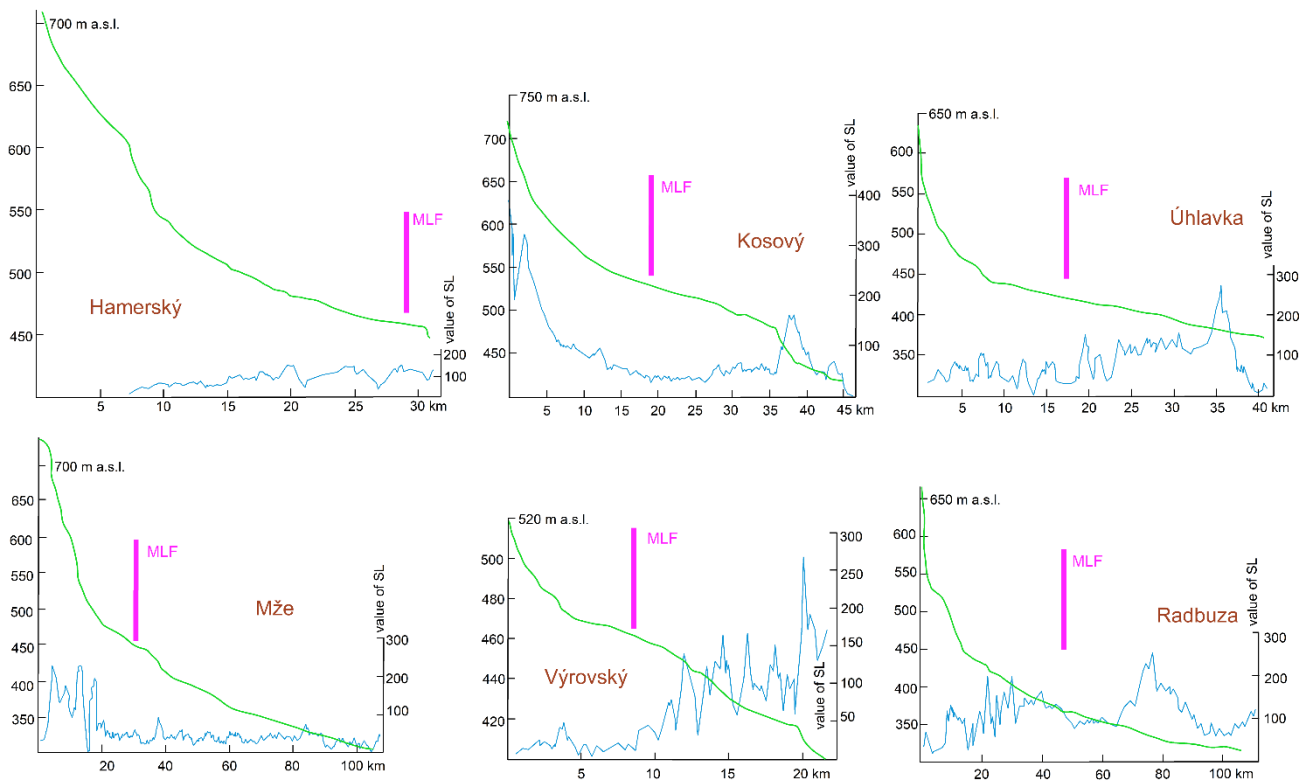 700 m a.s.l.
650
600
550
500
450
MLF
Hamerský
value of SL
200
100
5
10
15
20
25
30 km
750 m a.s.l.
700
650
600
550
500
450
MLF
Kosový
value of SL
400
300
200
100
5
10
15
20
25
30
35
40
45 km
650 m a.s.l.
600
550
500
450
400
350
MLF
Úhlavka
value of SL
300
200
100
5
10
15
20
25
30
35
40 km
700 m a.s.l.
650
600
550
500
450
400
350
MLF
Mže
value of SL
300
200
100
20
40
60
80
100 km
520 m a.s.l.
500
480
460
440
420
MLF
Výrovský
value of SL
300
250
200
150
100
50
5
10
15
20 km
650 m a.s.l.
600
550
500
450
400
350
MLF
Radbuza
value of SL
300
200
100
20
40
60
80
100 km